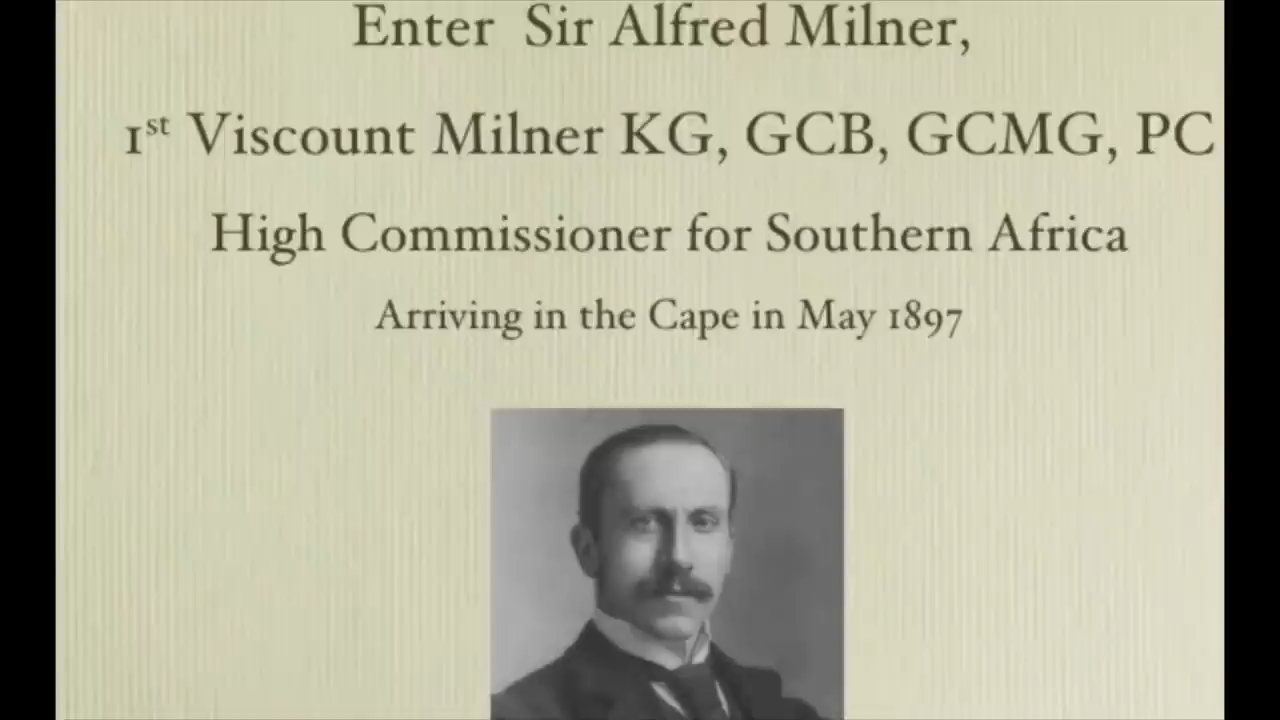 Enter Sir Alfred Milner,
1st Viscount Milner KG, GCB, GCMG, PC
High Commissioner for Southern Africa
Arriving in the Cape in May 1897